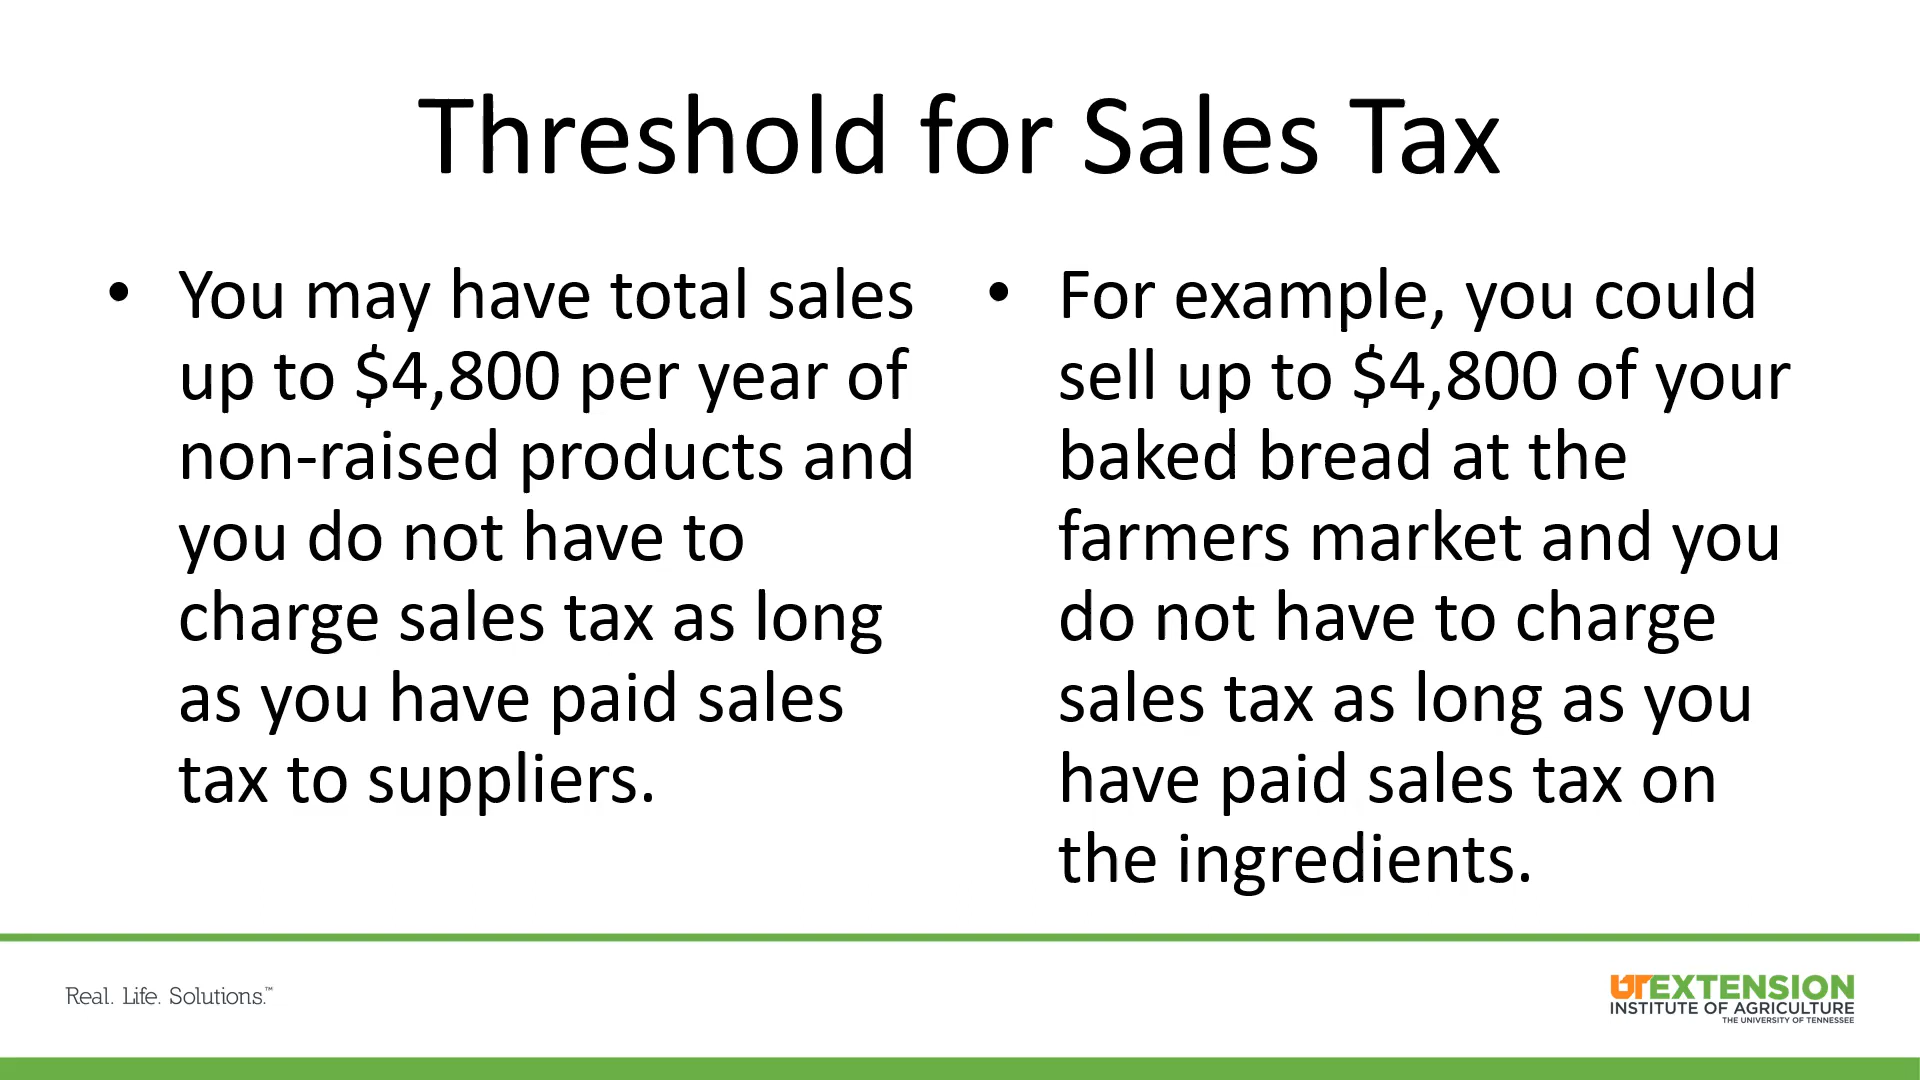 Threshold for Sales Tax
• You may have total sales
up to $4,800 per year of
non-raised products and
you do not have to
charge sales tax as long
as you have paid sales
tax to suppliers.
• For example, you could
sell up to $4,800 of your
baked bread at the
farmers market and you
do not have to charge
sales tax as long as you
have paid sales tax on
the ingredients.
Real. Life. Solutions.™
UTEXTENSION
INSTITUTE OF AGRICULTURE
THE UNIVERSITY OF TENNESSEE